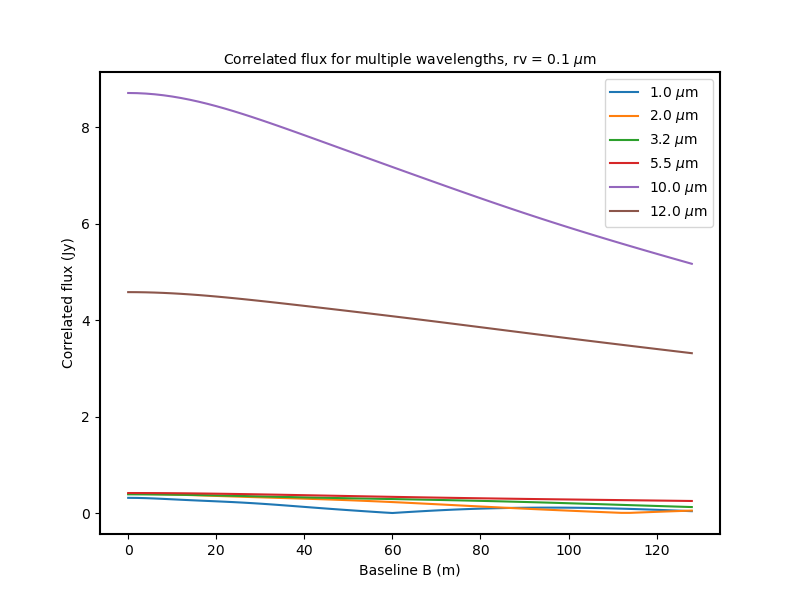 Correlated flux for multiple wavelengths, rv = 0.1 μm
1.0 μm
2.0 μm
3.2 μm
5.5 μm
10.0 μm
12.0 μm
Correlated flux (Jy)
8
6
4
2
0
0 20 40 60 80 100 120
Baseline B (m)